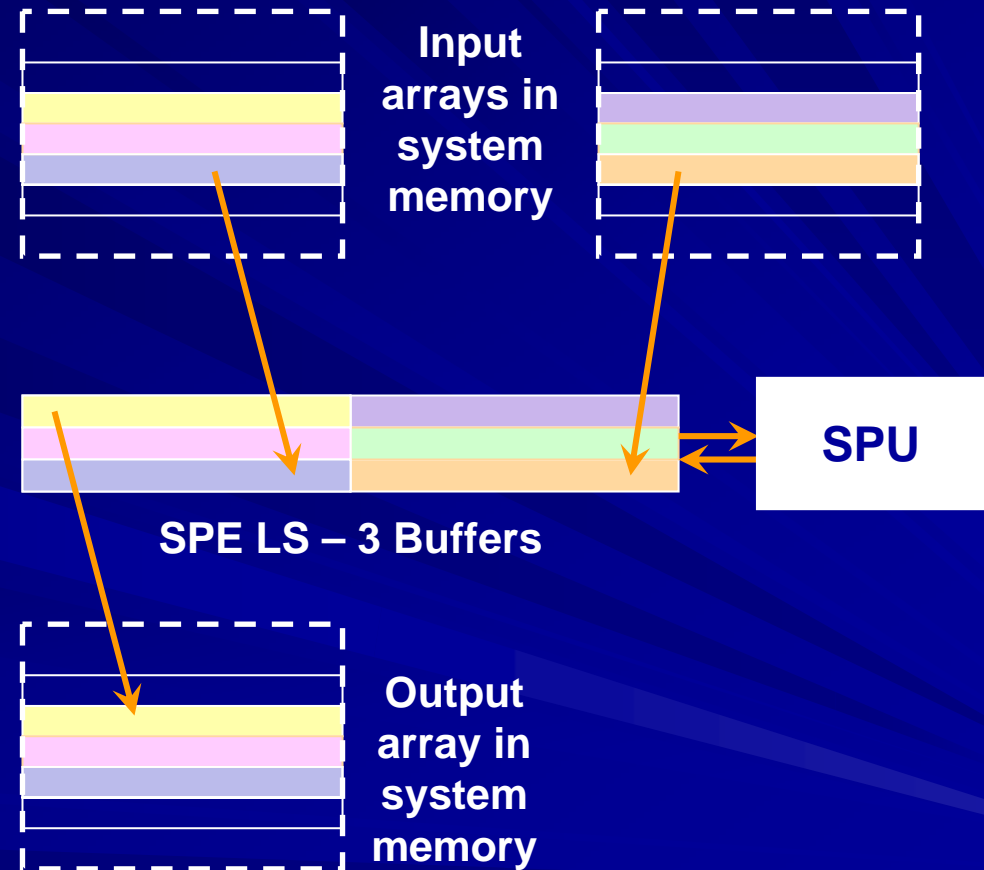 Input
arrays in
system
memory
SPU
SPE LS – 3 Buffers
Output
array in
system
memory